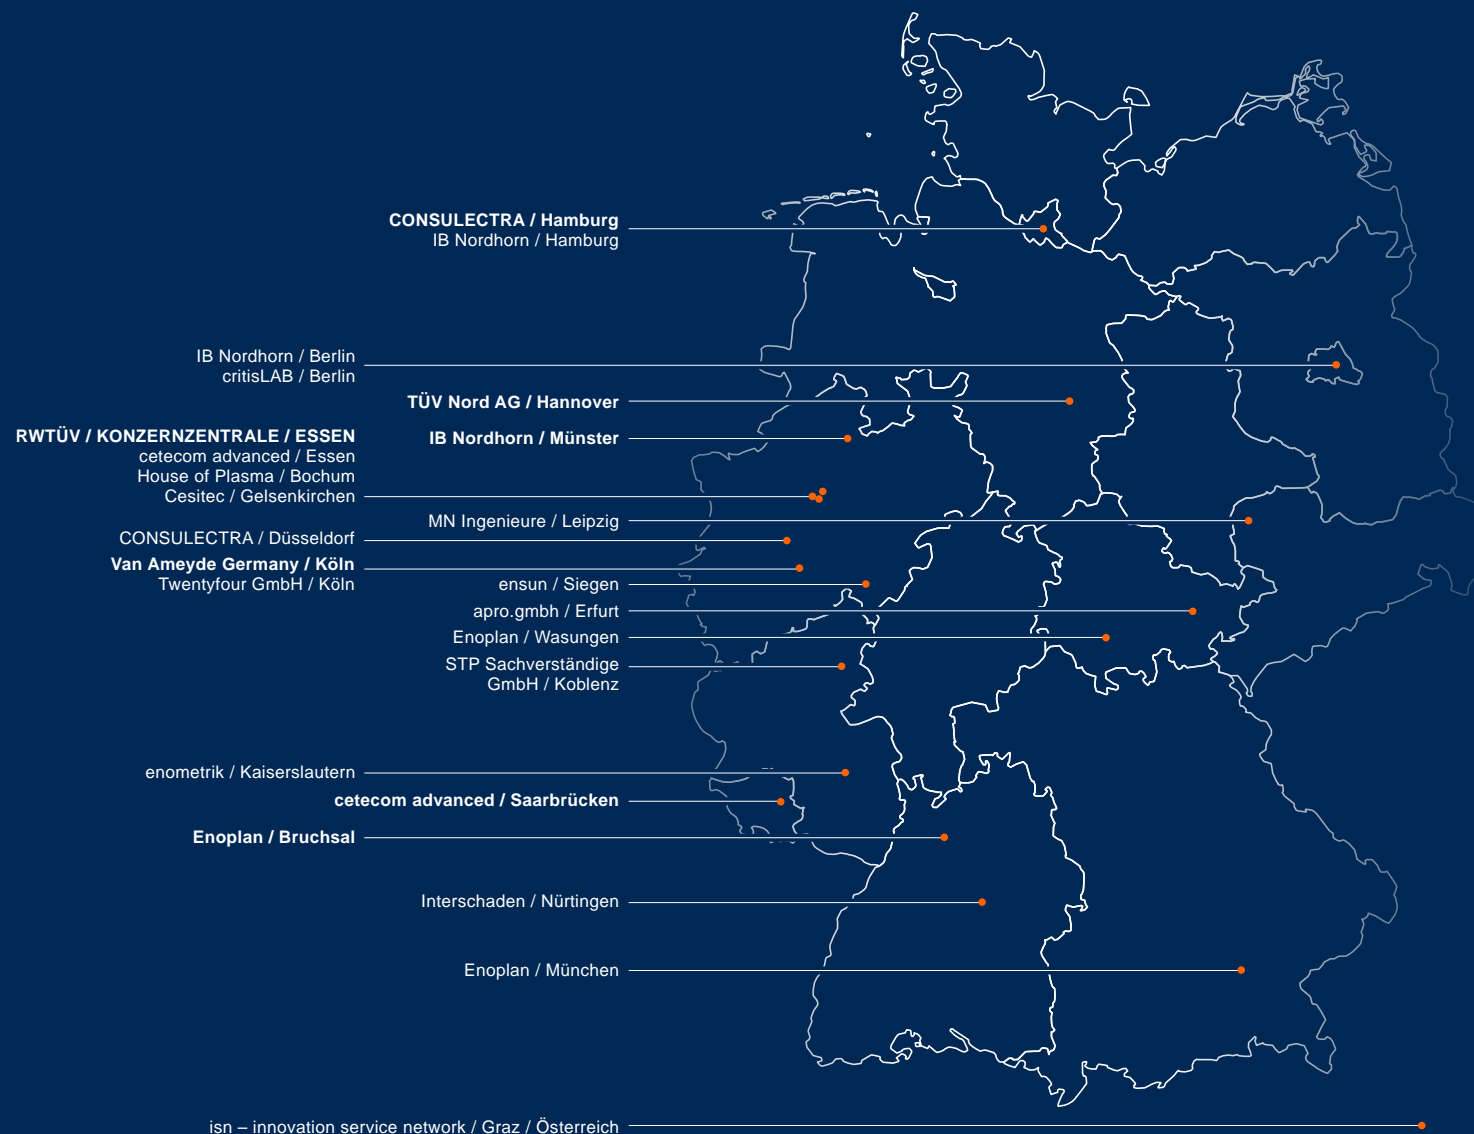 CONSULECTRA / Hamburg
IB Nordhorn / Hamburg
IB Nordhorn / Berlin
critisLAB / Berlin
TÜV Nord AG / Hannover
RWTÜV / KONZERNZENTRALE / ESSEN
cetecom advanced / Essen
House of Plasma / Bochum
Cesitec / Gelsenkirchen
IB Nordhorn / Münster
MN Ingenieure / Leipzig
CONSULECTRA / Düsseldorf
Van Ameyde Germany / Köln
Twentyfour GmbH / Köln
ensun / Siegen
apro.gmbh / Erfurt
Enoplan / Wasungen
STP Sachverständige
GmbH / Koblenz
enometrik / Kaiserslautern
cetecom advanced / Saarbrücken
Enoplan / Bruchsal
Interschaden / Nürtingen
Enoplan / München
isn – innovation service network / Graz / Österreich